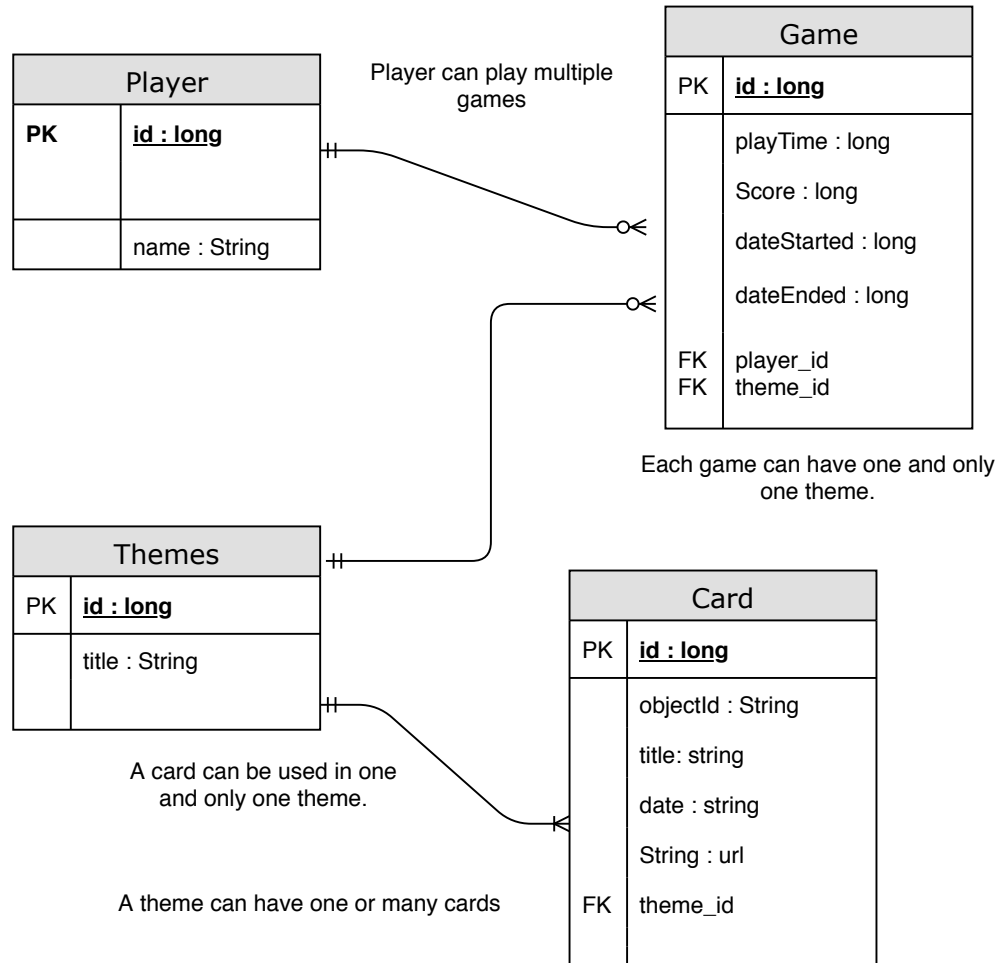 Player
PK id : long
name : String
Player can play multiple
games
Game
PK id : long
playTime : long
Score : long
dateStarted : long
dateEnded : long
FK player_id
FK theme_id
Each game can have one and only
one theme.
Themes
PK id : long
title : String
A card can be used in one
and only one theme.
A theme can have one or many cards
Card
PK id : long
objectId : String
title: string
date : string
String : url
FK theme_id